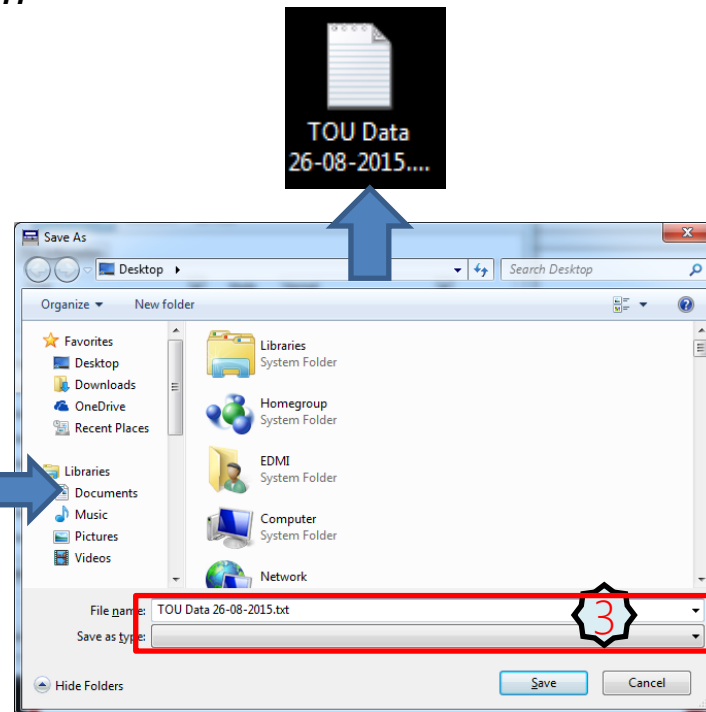 TOU Data
26-08-2015....
Save As
Desktop
Search Desktop
Organize
New folder
Favorites
Desktop
Downloads
OneDrive
Recent Places
Libraries
Documents
Music
Pictures
Videos
Libraries
System Folder
Homegroup
System Folder
EDMI
System Folder
Computer
System Folder
Network
File name: TOU Data 26-08-2015.txt
3
Save as type:
Hide Folders
Save
Cancel